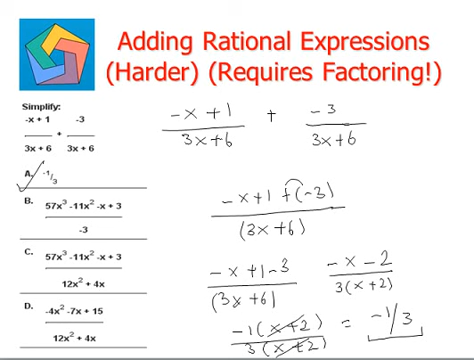 Adding Rational Expressions
(Harder) (Requires Factoring!)
Simplify:
-x + 1     -3
+
3x + 6     3x + 6
A. -1/3
B. 57x³ -11x² -x + 3
-3
C. 57x³ -11x² -x + 3
12x² + 4x
D. -4x² -7x + 15
12x² + 4x
-x + 1 + -3
3x+6     3x+6
-x+1 + (-3)
(3x+6)
-x+1-3     -x-2
(3x+6)     3(x+2)
-1(x+2) = -1/3
3(x+2)